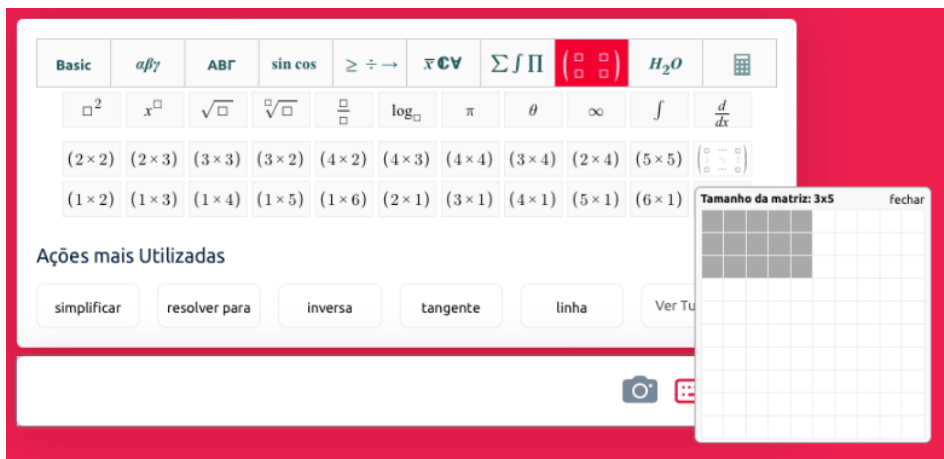 Basic αβγ ΑΒΓ sin cos ≥ ÷ → x̅ ℂ ∀ ∑ ∫ ∏ (□ □) H₂O
□² x^□ √□ ^□√□ □/□ log_□ π θ ∞ ∫ d/dx
(2 × 2) (2 × 3) (3 × 3) (3 × 2) (4 × 2) (4 × 3) (4 × 4) (3 × 4) (2 × 4) (5 × 5)
(1 × 2) (1 × 3) (1 × 4) (1 × 5) (1 × 6) (2 × 1) (3 × 1) (4 × 1) (5 × 1) (6 × 1)
Tamanho da matriz: 3x5 fechar
Ações mais Utilizadas
simplificar resolver para inversa tangente linha Ver Tu